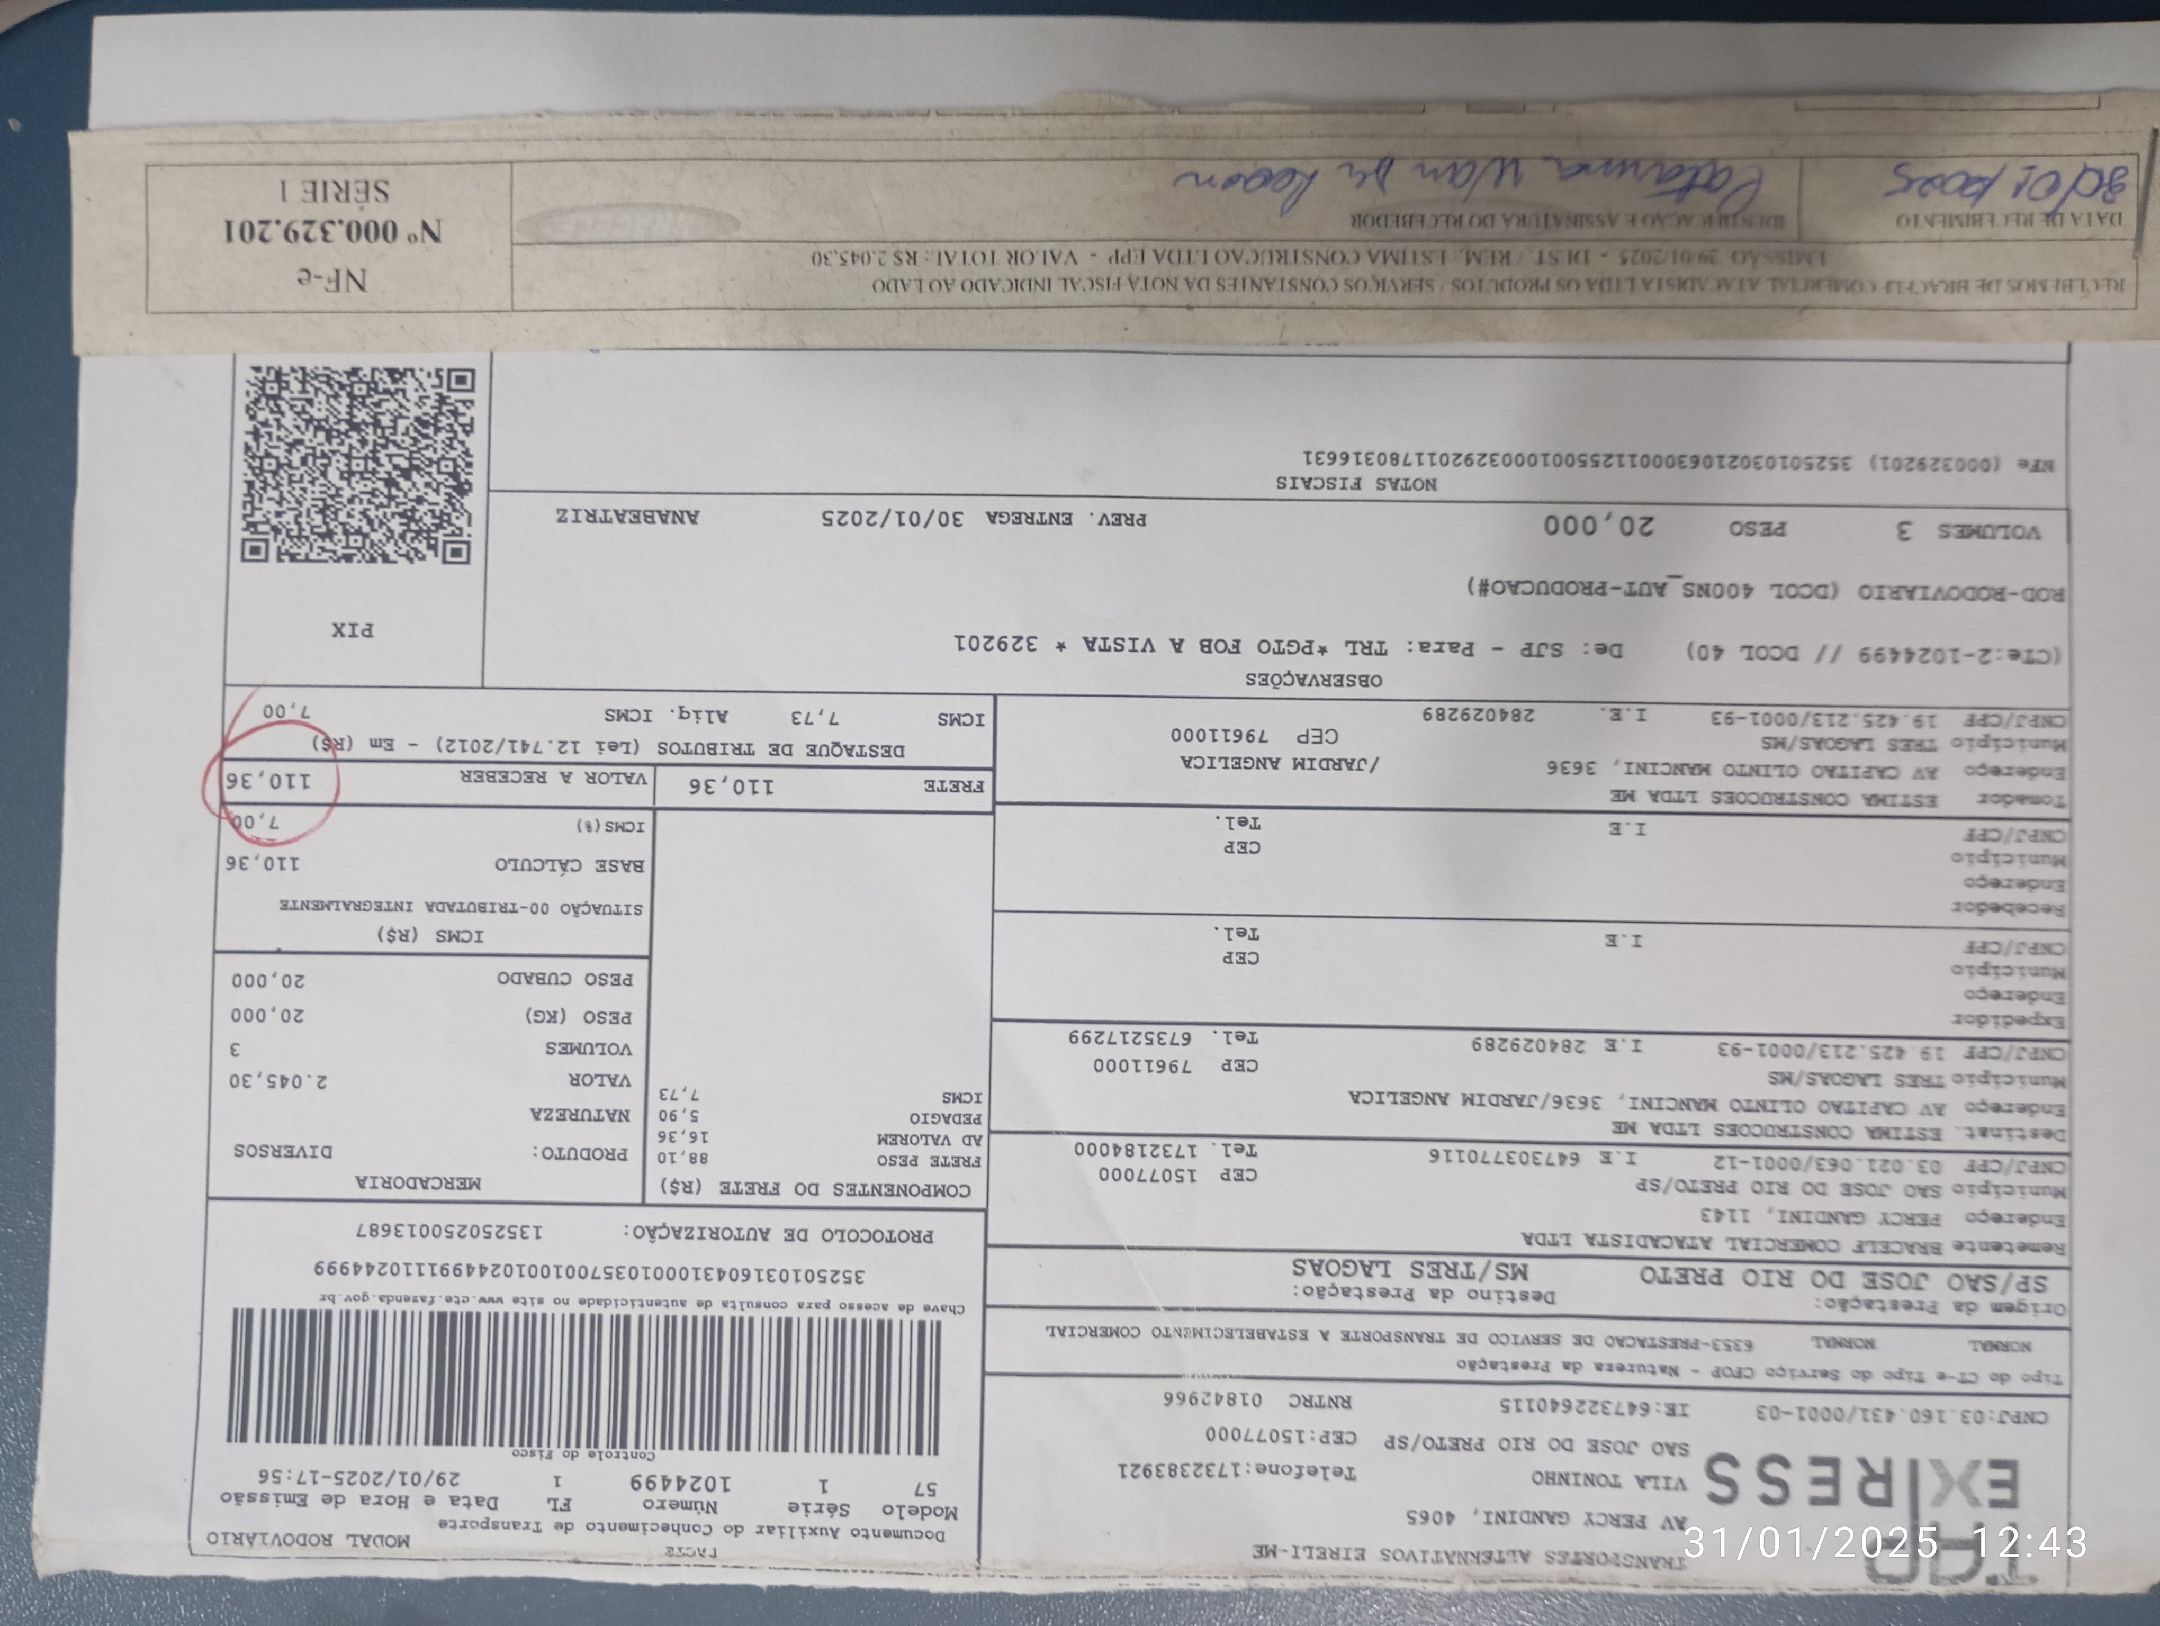 TRANSPORTES ALTERNATIVOS EIRELI-ME
AV PERCY GANDINI, 4065
VILA TONINHO Telefone:1732383921
SAO JOSE DO RIO PRETO/SP CEP:15077000
EXPRESS
CNPJ:03.160.431/0001-03 IE:647322640115 RNTRC 01842966
DACTE
Documento Auxiliar do Conhecimento de Transporte
MODAL RODOVIÁRIO
Modelo Série Número FL Data e Hora de Emissão
57 1 1024499 1 29/01/2025-17:56
Controle do Fisco
Tipo do CT-e Tipo do Serviço CFOP - Natureza da Prestação
NORMAL NORMAL 6353-PRESTACAO DE SERVICO DE TRANSPORTE A ESTABELECIMENTO COMERCIAL
Chave de acesso para consulta de autenticidade no site www.cte.fazenda.gov.br
35250103160431000103570010010244991110244999
PROTOCOLO DE AUTORIZAÇÃO: 135250250013687
Origem da Prestação: Destino da Prestação:
SP/SAO JOSE DO RIO PRETO MS/TRES LAGOAS
Remetente BRACELF COMERCIAL ATACADISTA LTDA
Endereço PERCY GANDINI, 1143
Município SAO JOSE DO RIO PRETO/SP CEP 15077000
CNPJ/CPF 03.021.063/0001-12 I.E 647303770116 Tel. 1732184000
Destinat. ESTIMA CONSTRUCOES LTDA ME
Endereço AV CAPITAO OLINTO MANCINI, 3636/JARDIM ANGELICA
Município TRES LAGOAS/MS CEP 79611000
CNPJ/CPF 19.425.213/0001-93 I.E 284029289 Tel. 6735217299
Expedidor
Endereço
Município CEP
CNPJ/CPF I.E Tel.
Recebedor
Endereço
Município CEP
CNPJ/CPF I.E Tel.
Tomador ESTIMA CONSTRUCOES LTDA ME
Endereço AV CAPITAO OLINTO MANCINI, 3636 /JARDIM ANGELICA
Município TRES LAGOAS/MS CEP 79611000
CNPJ/CPF 19.425.213/0001-93 I.E. 284029289
COMPONENTES DO FRETE (R$)
FRETE PESO 88,10
AD VALOREM 16,36
PEDAGIO 5,90
ICMS 7,73
MERCADORIA
PRODUTO: DIVERSOS
NATUREZA
VALOR 2.045,30
VOLUMES 3
PESO (KG) 20,000
PESO CUBADO 20,000
ICMS (R$)
SITUAÇÃO 00-TRIBUTADA INTEGRALMENTE
BASE CÁLCULO 110,36
ICMS(%) 7,00
FRETE 110,36 VALOR A RECEBER 110,36
DESTAQUE DE TRIBUTOS (Lei 12.741/2012) - Em (R$)
ICMS 7,73 Aliq. ICMS 7,00
OBSERVAÇÕES
(CTe:2-1024499 // DCOL 40) De: SJP - Para: TRL *PGTO FOB A VISTA * 329201
ROD-RODOVIARIO (DCOL 400NS_AUT-PRODUCAO#)
VOLUMES 3 PESO 20,000 PREV. ENTREGA 30/01/2025 ANABEATRIZ
PIX
NOTAS FISCAIS
NFe (000329201) 35250103021063000112550010003292011178031663​1
RECEBEMOS DE BRACELF COMERCIAL ATACADISTA LTDA OS PRODUTOS / SERVIÇOS CONSTANTES DA NOTA FISCAL INDICADO AO LADO
EMISSÃO 29/01/2025 - DEST. / REM.: ESTIMA CONSTRUCAO LTDA EPP - VALOR TOTAL: R$ 2.045,30
DATA DE RECEBIMENTO
30/01/2025
IDENTIFICAÇÃO E ASSINATURA DO RECEBEDOR
NF-e
Nº 000.329.201
SÉRIE 1
31/01/2025 12:43